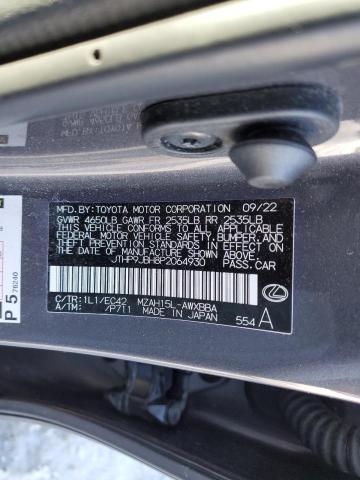 MFD.BY:TOYOTA MOTOR CORPORATION 09/22
GVWR 4650LB GAWR FR 2535LB RR 2535LB
THIS VEHICLE CONFORMS TO ALL APPLICABLE
FEDERAL MOTOR VEHICLE SAFETY, BUMPER,
AND THEFT PREVENTION STANDARDS IN
EFFECT ON THE DATE OF
MANUFACTURE SHOWN ABOVE.
JTHP9JBH8P2064930 PASS.CAR
C/TR:1L1/EC42 MZAH15L-AWXBBA
A/TM: /P711 MADE IN JAPAN
554 A
P5
76240